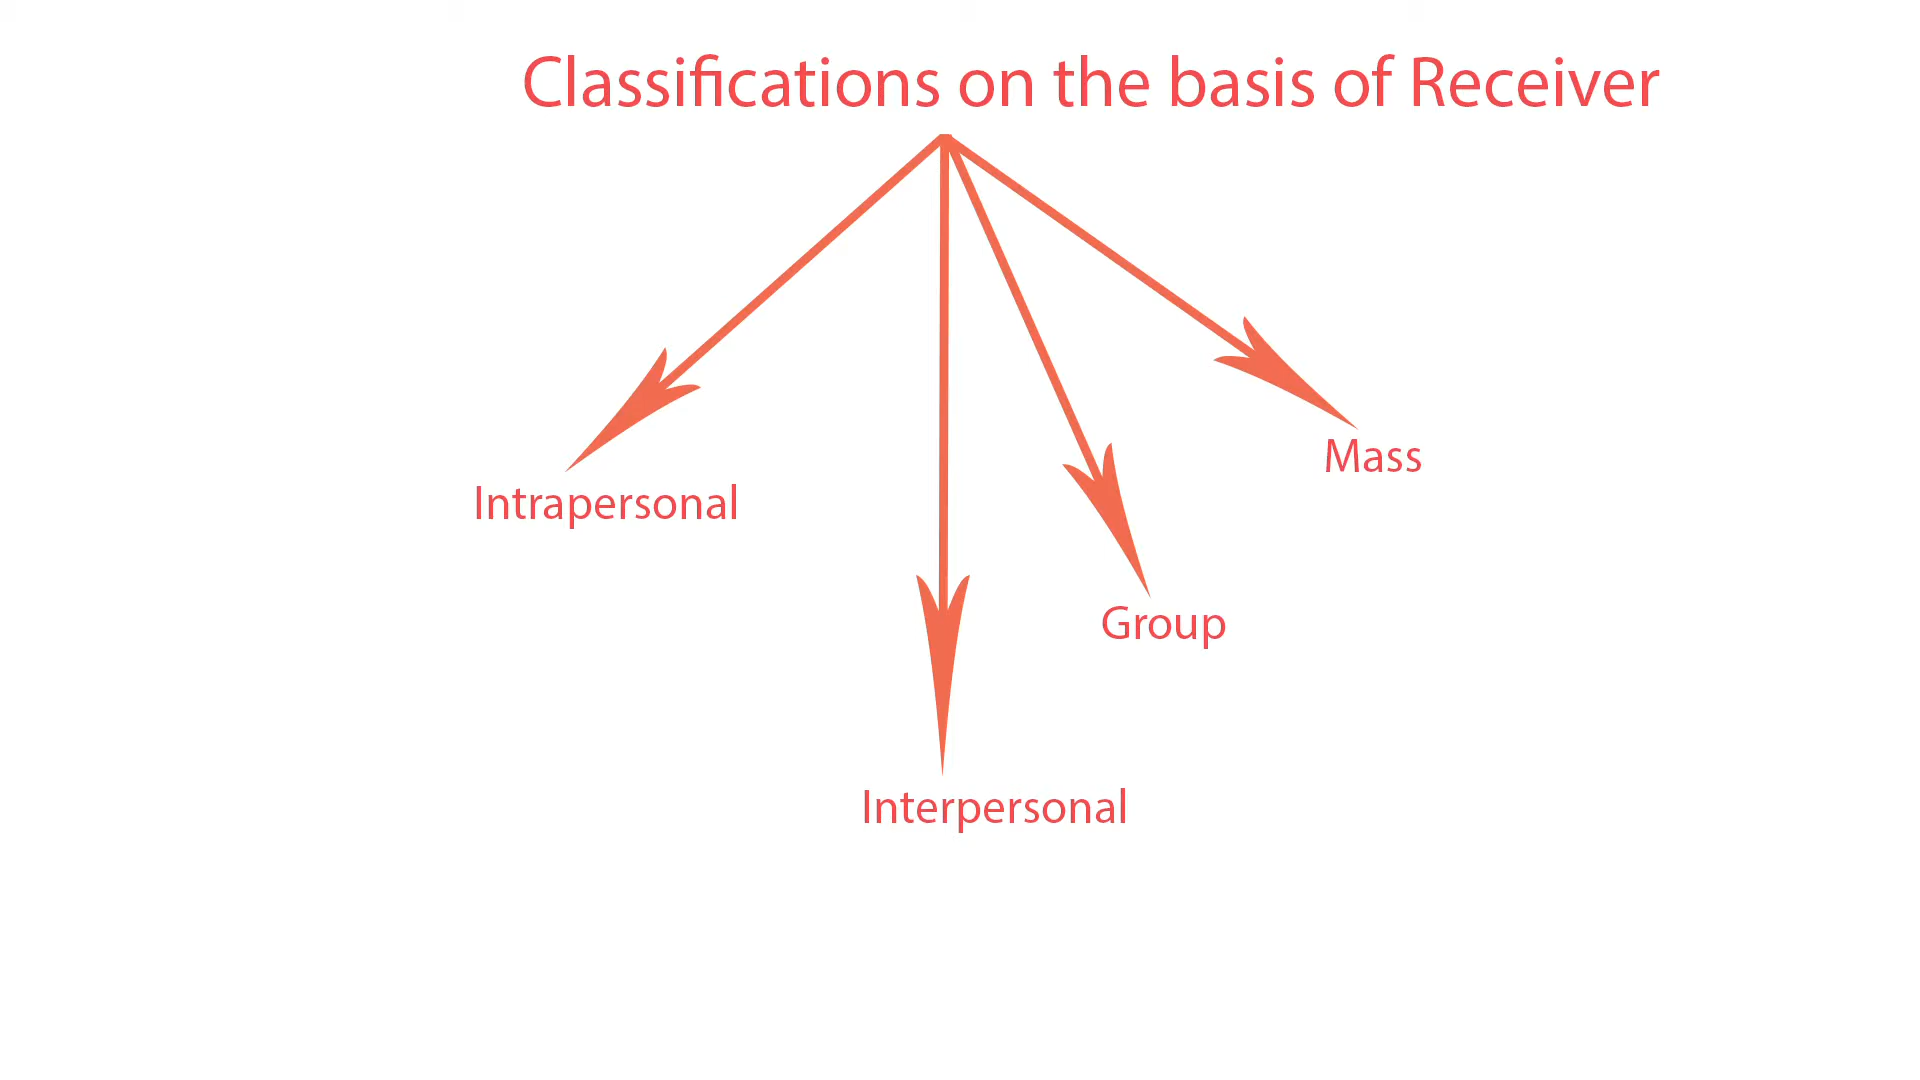 Classifications on the basis of Receiver
Mass
Intrapersonal
Group
Interpersonal